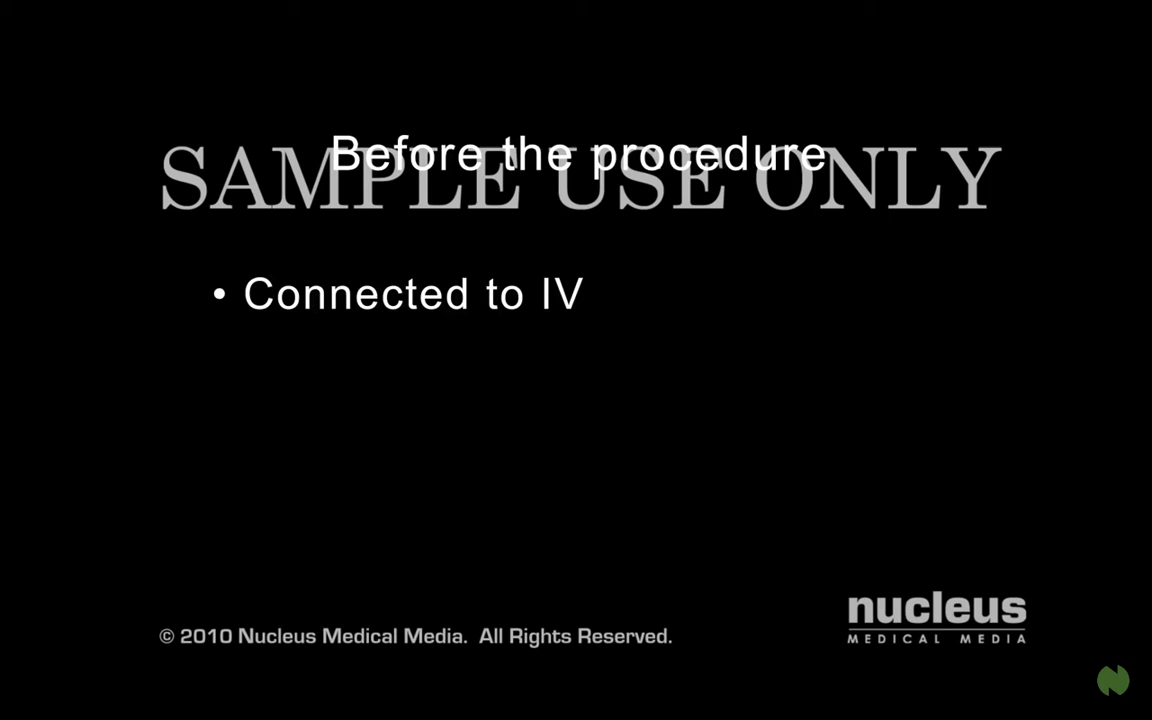 Before the procedure
SAMPLE USE ONLY
• Connected to IV
© 2010 Nucleus Medical Media. All Rights Reserved.
nucleus
MEDICAL MEDIA